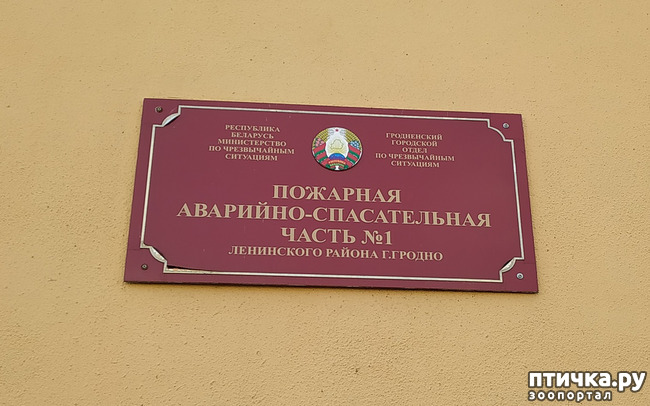 РЕСПУБЛИКА
БЕЛАРУСЬ
МИНИСТЕРСТВО
ПО ЧРЕЗВЫЧАЙНЫМ
СИТУАЦИЯМ
ГРОДНЕНСКИЙ
ГОРОДСКОЙ
ОТДЕЛ
ПО ЧРЕЗВЫЧАЙНЫМ
СИТУАЦИЯМ
ПОЖАРНАЯ
АВАРИЙНО-СПАСАТЕЛЬНАЯ
ЧАСТЬ №1
ЛЕНИНСКОГО РАЙОНА Г.ГРОДНО
птичка.ру
зоопортал